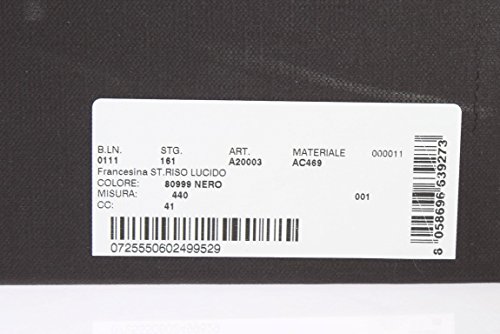 B.LN. STG. ART. MATERIALE 000011
0111 161 A20003 AC469
Francesina ST.RISO LUCIDO
COLORE: 80999 NERO
MISURA: 440 001
CC: 41
0725550602499529
8 058696 639273